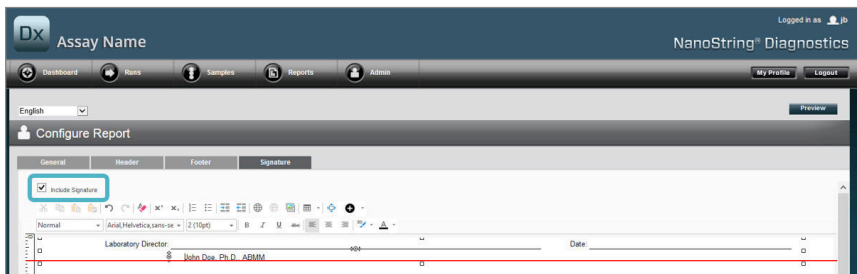 Logged in as jb
Dx Assay Name
NanoString® Diagnostics
Dashboard Runs Samples Reports Admin My Profile Logout
English Preview
Configure Report
General Header Footer Signature
Include Signature
Normal Arial,Helvetica,sans-se 2 (10pt) B I U abc A
Laboratory Director: Date:
John Doe, Ph.D., ABMM